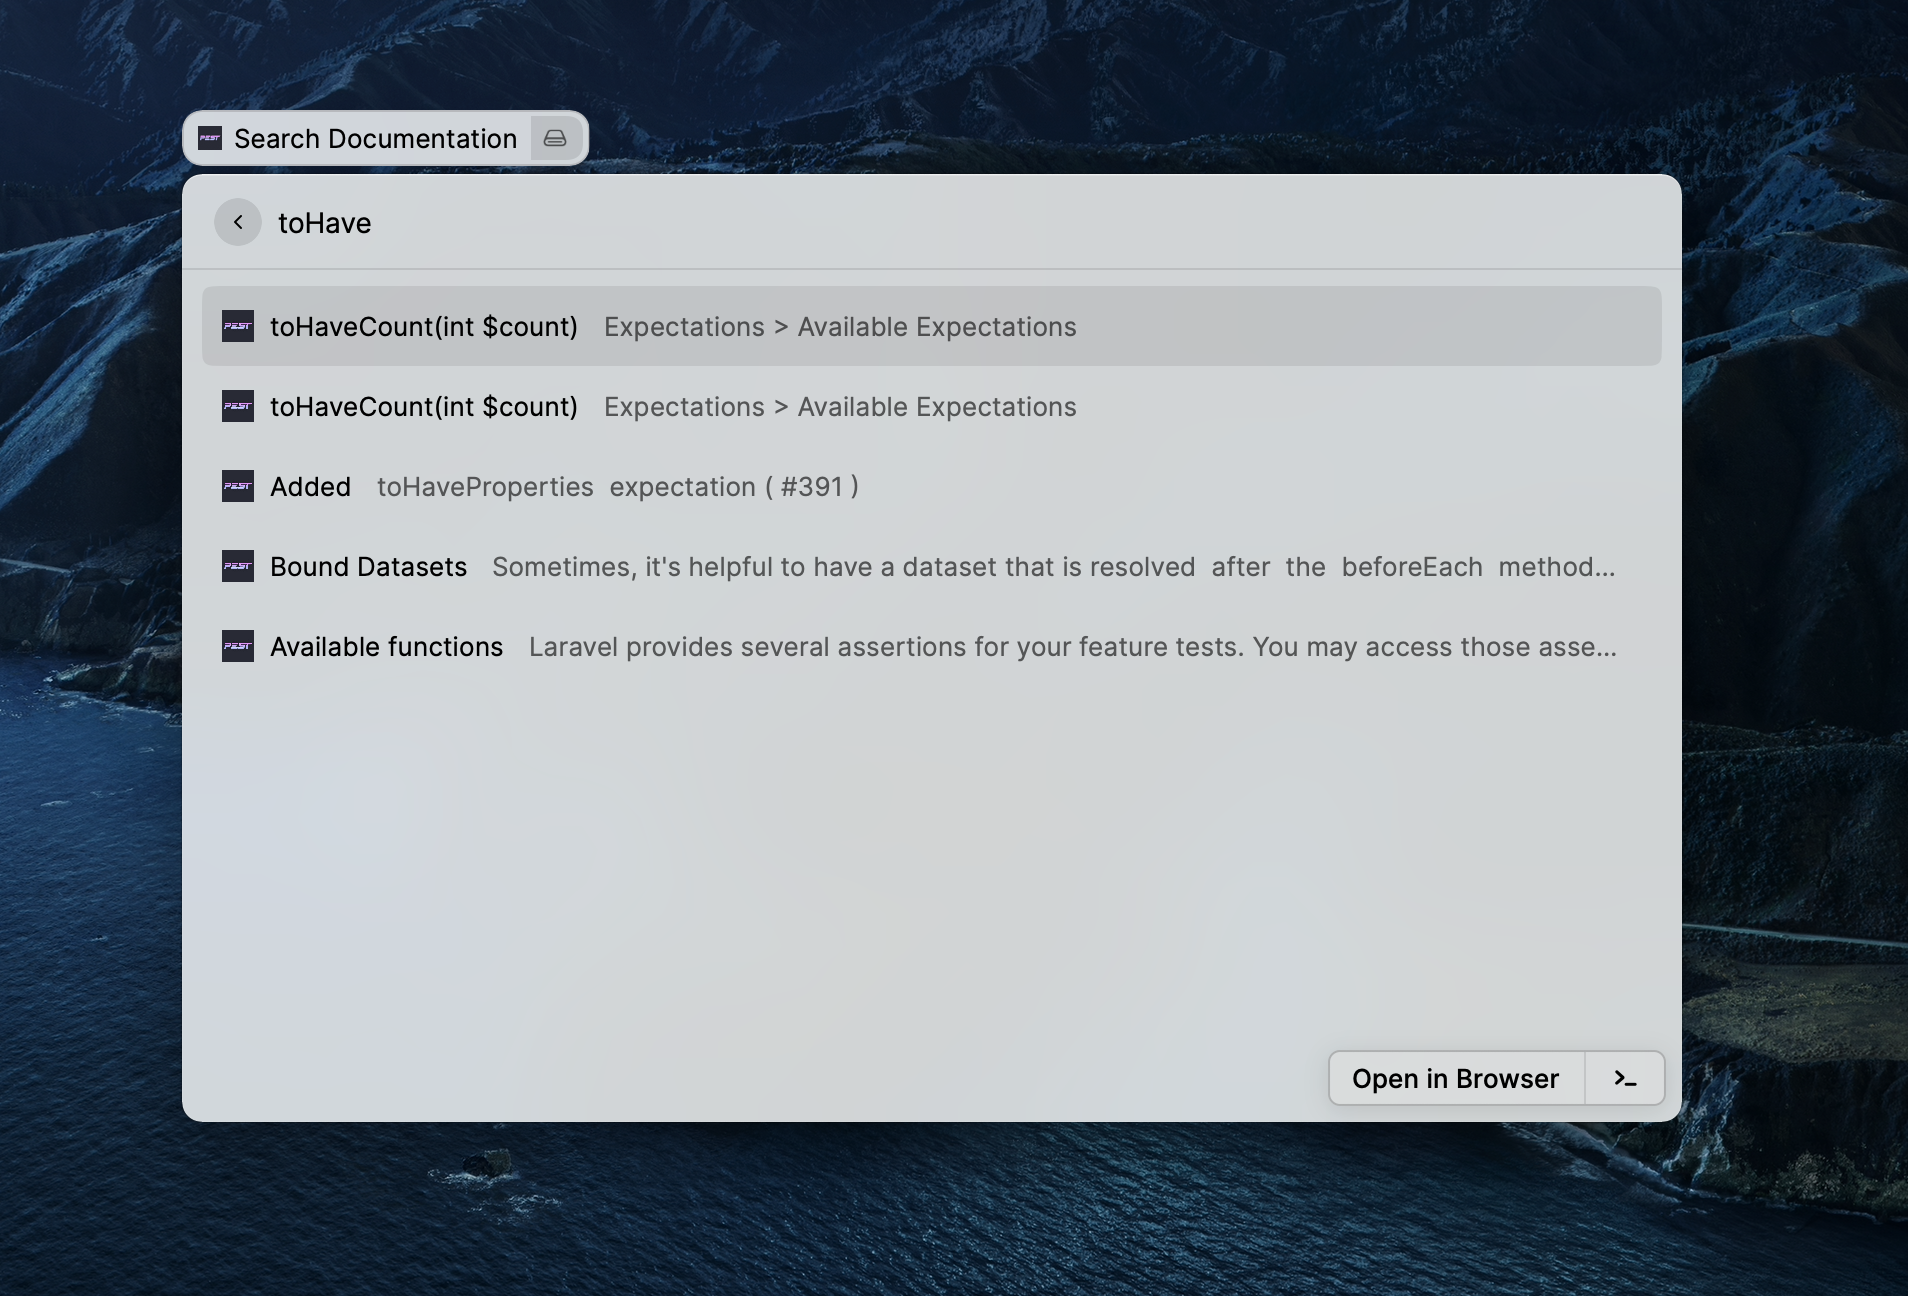 PEST Search Documentation
toHave
PEST toHaveCount(int $count) Expectations > Available Expectations
PEST toHaveCount(int $count) Expectations > Available Expectations
PEST Added toHaveProperties expectation ( #391 )
PEST Bound Datasets Sometimes, it's helpful to have a dataset that is resolved after the beforeEach method...
PEST Available functions Laravel provides several assertions for your feature tests. You may access those asse...
Open in Browser >_